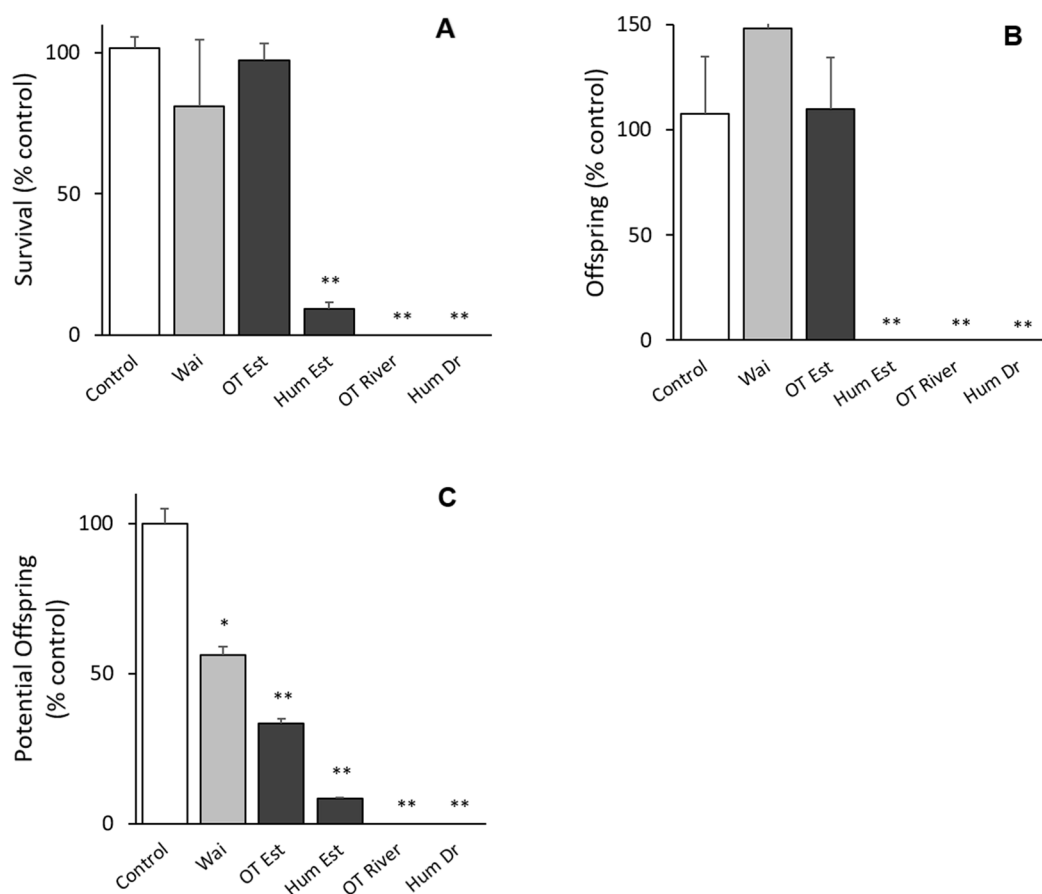 A
Survival (% control)
100
50
0
**
**
**
Control
Wai
OT Est
Hum Est
OT River
Hum Dr
B
Offspring (% control)
150
100
50
0
**
**
**
Control
Wai
OT Est
Hum Est
OT River
Hum Dr
C
Potential Offspring
(% control)
100
50
0
*
**
**
**
**
Control
Wai
OT Est
Hum Est
OT River
Hum Dr